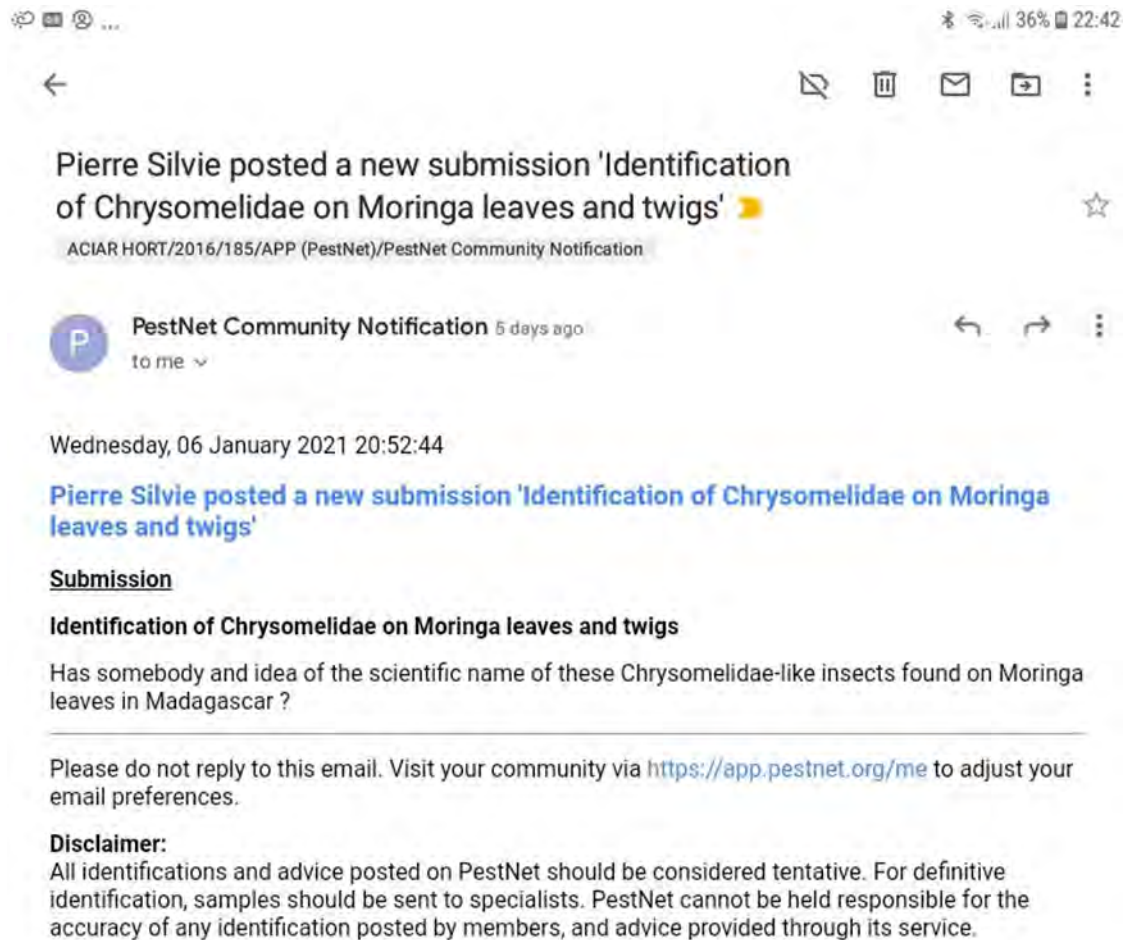 ... 36% 22:42
Pierre Silvie posted a new submission 'Identification
of Chrysomelidae on Moringa leaves and twigs'
ACIAR HORT/2016/185/APP (PestNet)/PestNet Community Notification
P
PestNet Community Notification 5 days ago
to me
Wednesday, 06 January 2021 20:52:44
Pierre Silvie posted a new submission 'Identification of Chrysomelidae on Moringa
leaves and twigs'
Submission
Identification of Chrysomelidae on Moringa leaves and twigs
Has somebody and idea of the scientific name of these Chrysomelidae-like insects found on Moringa
leaves in Madagascar ?
Please do not reply to this email. Visit your community via https://app.pestnet.org/me to adjust your
email preferences.
Disclaimer:
All identifications and advice posted on PestNet should be considered tentative. For definitive
identification, samples should be sent to specialists. PestNet cannot be held responsible for the
accuracy of any identification posted by members, and advice provided through its service.